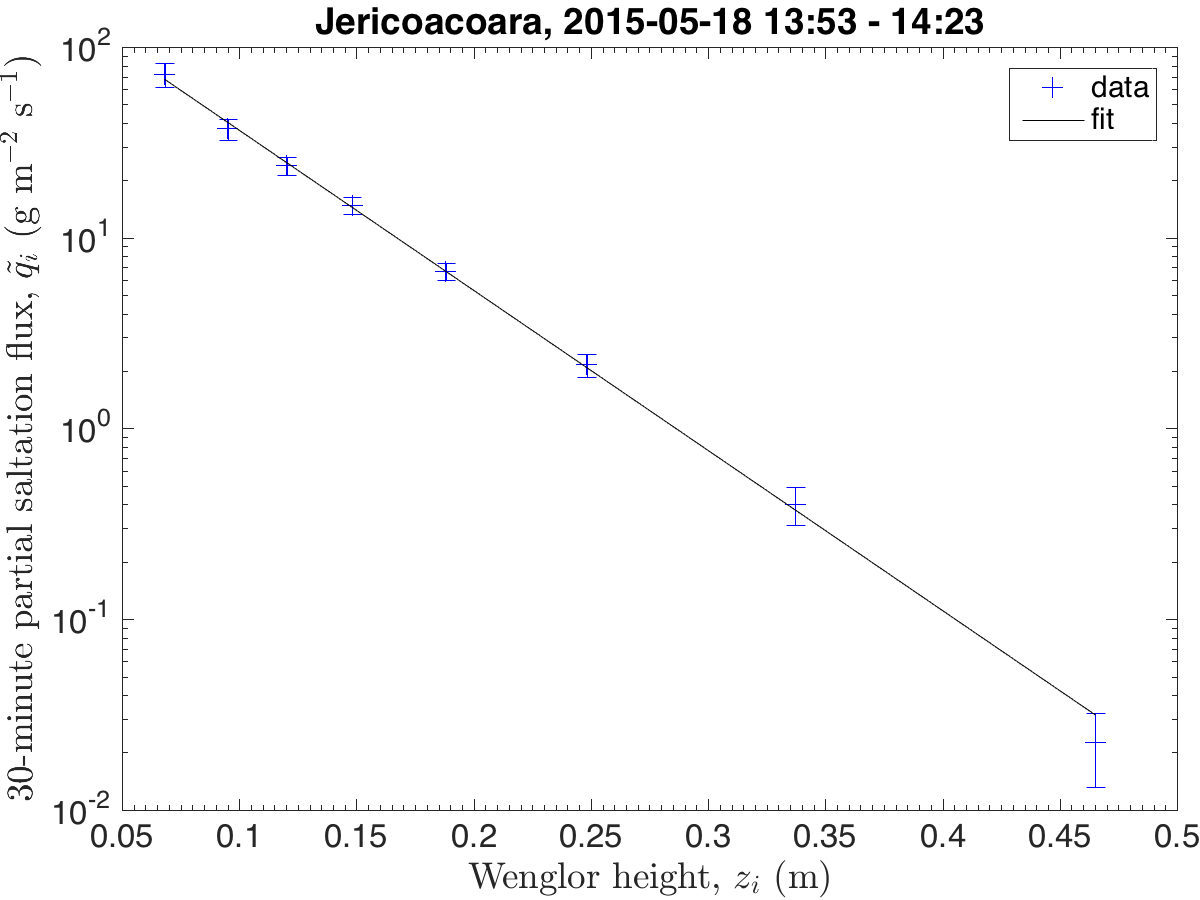 Jericoacoara, 2015-05-18 13:53 - 14:23
data
fit
30-minute partial saltation flux, q̃ᵢ (g m⁻² s⁻¹)
10²
10¹
10⁰
10⁻¹
10⁻²
0.05 0.1 0.15 0.2 0.25 0.3 0.35 0.4 0.45 0.5
Wenglor height, zᵢ (m)